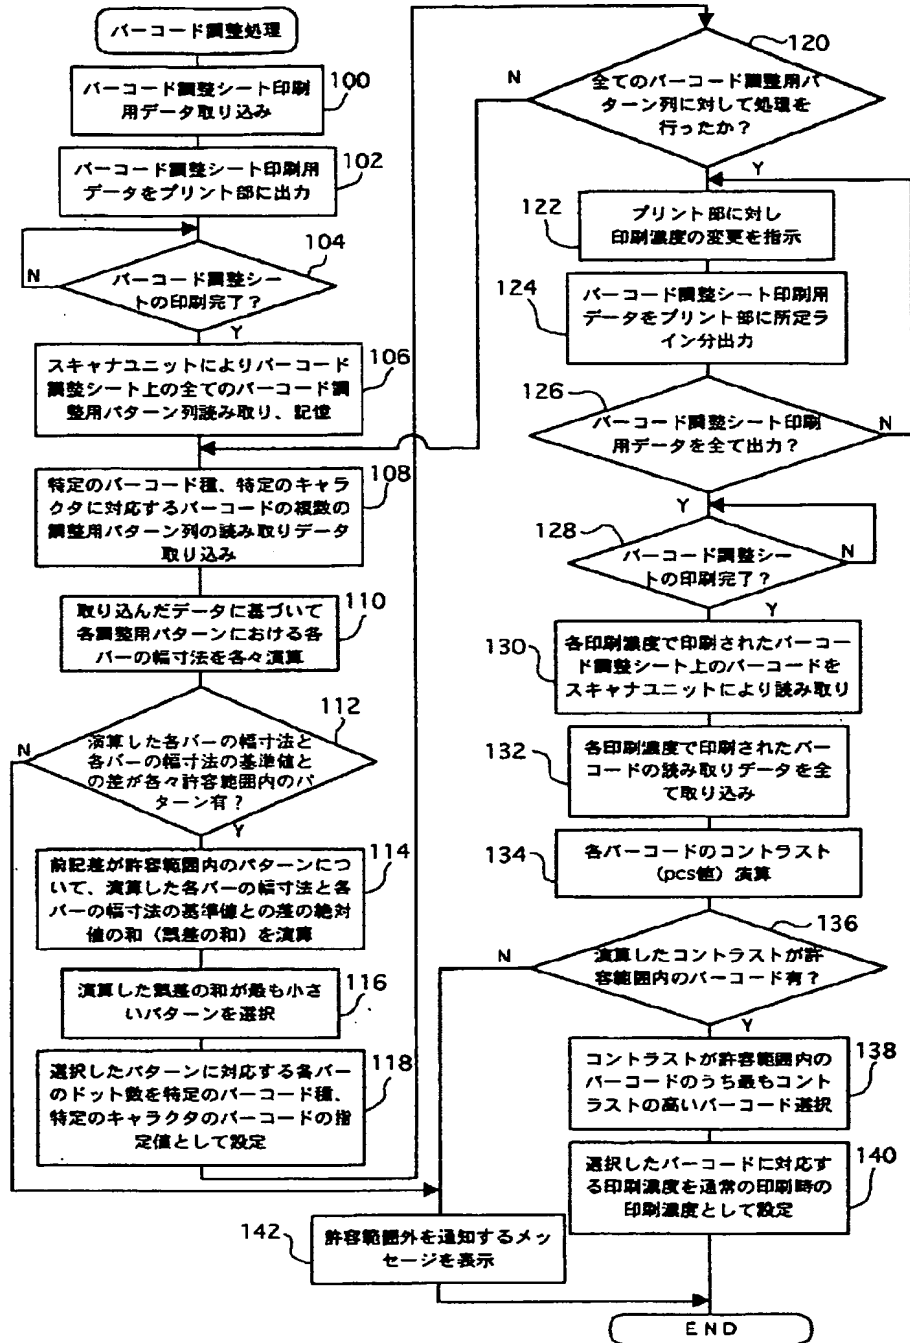 バーコード調整処理
バーコード調整シート印刷
用データ取り込み
100
バーコード調整シート印刷用
データをプリント部に出力
102
104
バーコード調整シー
トの印刷完了？
N
Y
スキャナユニットによりバーコード
調整シート上の全てのバーコード調
整用パターン列読み取り、記憶
106
特定のバーコード種、特定のキャラ
クタに対応するバーコードの複数の
調整用パターン列の読み取りデータ
取り込み
108
取り込んだデータに基づいて
各調整用パターンにおける各
バーの幅寸法を各々演算
110
112
演算した各バーの幅寸法と
各バーの幅寸法の基準値と
の差が各々許容範囲内のパ
ターン有？
N
Y
前記差が許容範囲内のパターンにつ
いて、演算した各バーの幅寸法と各
バーの幅寸法の基準値との差の絶対
値の和（誤差の和）を演算
114
演算した誤差の和が最も小さ
いパターンを選択
116
選択したパターンに対応する各バー
のドット数を特定のバーコード種、
特定のキャラクタのバーコードの指
定値として設定
118
120
全てのバーコード調整用パ
ターン列に対して処理を
行ったか？
N
Y
122
プリント部に対し
印刷濃度の変更を指示
124
バーコード調整シート印刷用
データをプリント部に所定ラ
イン分出力
126
バーコード調整シート印刷
用データを全て出力？
N
Y
128
バーコード調整シー
トの印刷完了？
N
Y
130
各印刷濃度で印刷されたバーコー
ド調整シート上のバーコードを
スキャナユニットにより読み取り
132
各印刷濃度で印刷されたバー
コードの読み取りデータを全
て取り込み
134
各バーコードのコントラスト
（pcs値）演算
136
演算したコントラストが許
容範囲内のバーコード有？
N
Y
コントラストが許容範囲内の
バーコードのうち最もコント
ラストの高いバーコード選択
138
選択したバーコードに対応す
る印刷濃度を通常の印刷時の
印刷濃度として設定
140
142
許容範囲外を通知するメッ
セージを表示
END